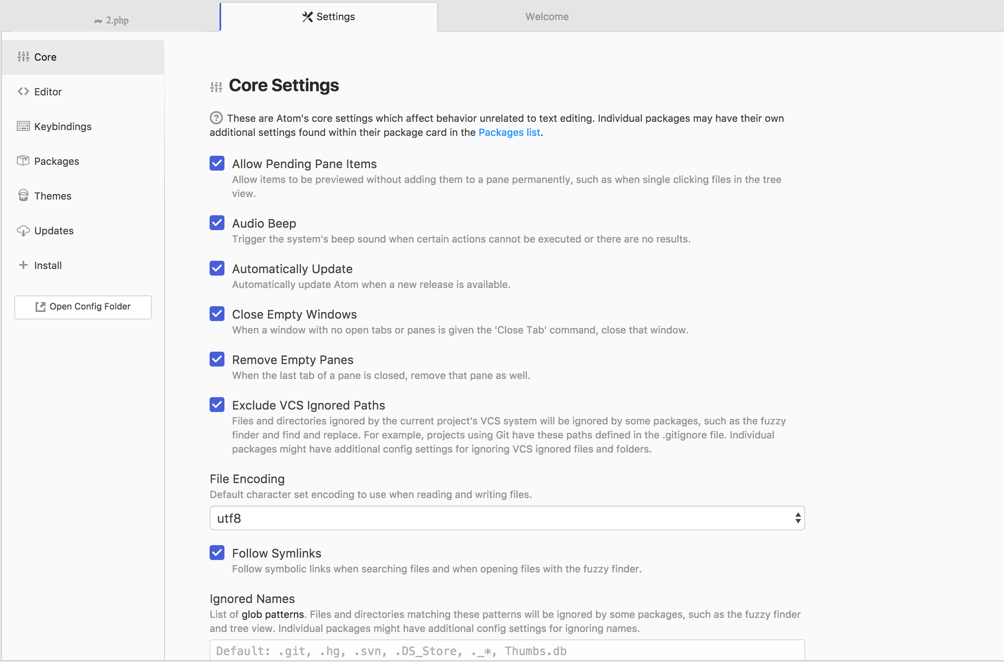 php 2.php
Settings
Welcome
Core
Editor
Keybindings
Packages
Themes
Updates
Install
Open Config Folder
Core Settings
These are Atom's core settings which affect behavior unrelated to text editing. Individual packages may have their own
additional settings found within their package card in the Packages list.
Allow Pending Pane Items
Allow items to be previewed without adding them to a pane permanently, such as when single clicking files in the tree
view.
Audio Beep
Trigger the system's beep sound when certain actions cannot be executed or there are no results.
Automatically Update
Automatically update Atom when a new release is available.
Close Empty Windows
When a window with no open tabs or panes is given the 'Close Tab' command, close that window.
Remove Empty Panes
When the last tab of a pane is closed, remove that pane as well.
Exclude VCS Ignored Paths
Files and directories ignored by the current project's VCS system will be ignored by some packages, such as the fuzzy
finder and find and replace. For example, projects using Git have these paths defined in the .gitignore file. Individual
packages might have additional config settings for ignoring VCS ignored files and folders.
File Encoding
Default character set encoding to use when reading and writing files.
utf8
Follow Symlinks
Follow symbolic links when searching files and when opening files with the fuzzy finder.
Ignored Names
List of glob patterns. Files and directories matching these patterns will be ignored by some packages, such as the fuzzy finder
and tree view. Individual packages might have additional config settings for ignoring names.
Default: .git, .hg, .svn, .DS_Store, ._*, Thumbs.db